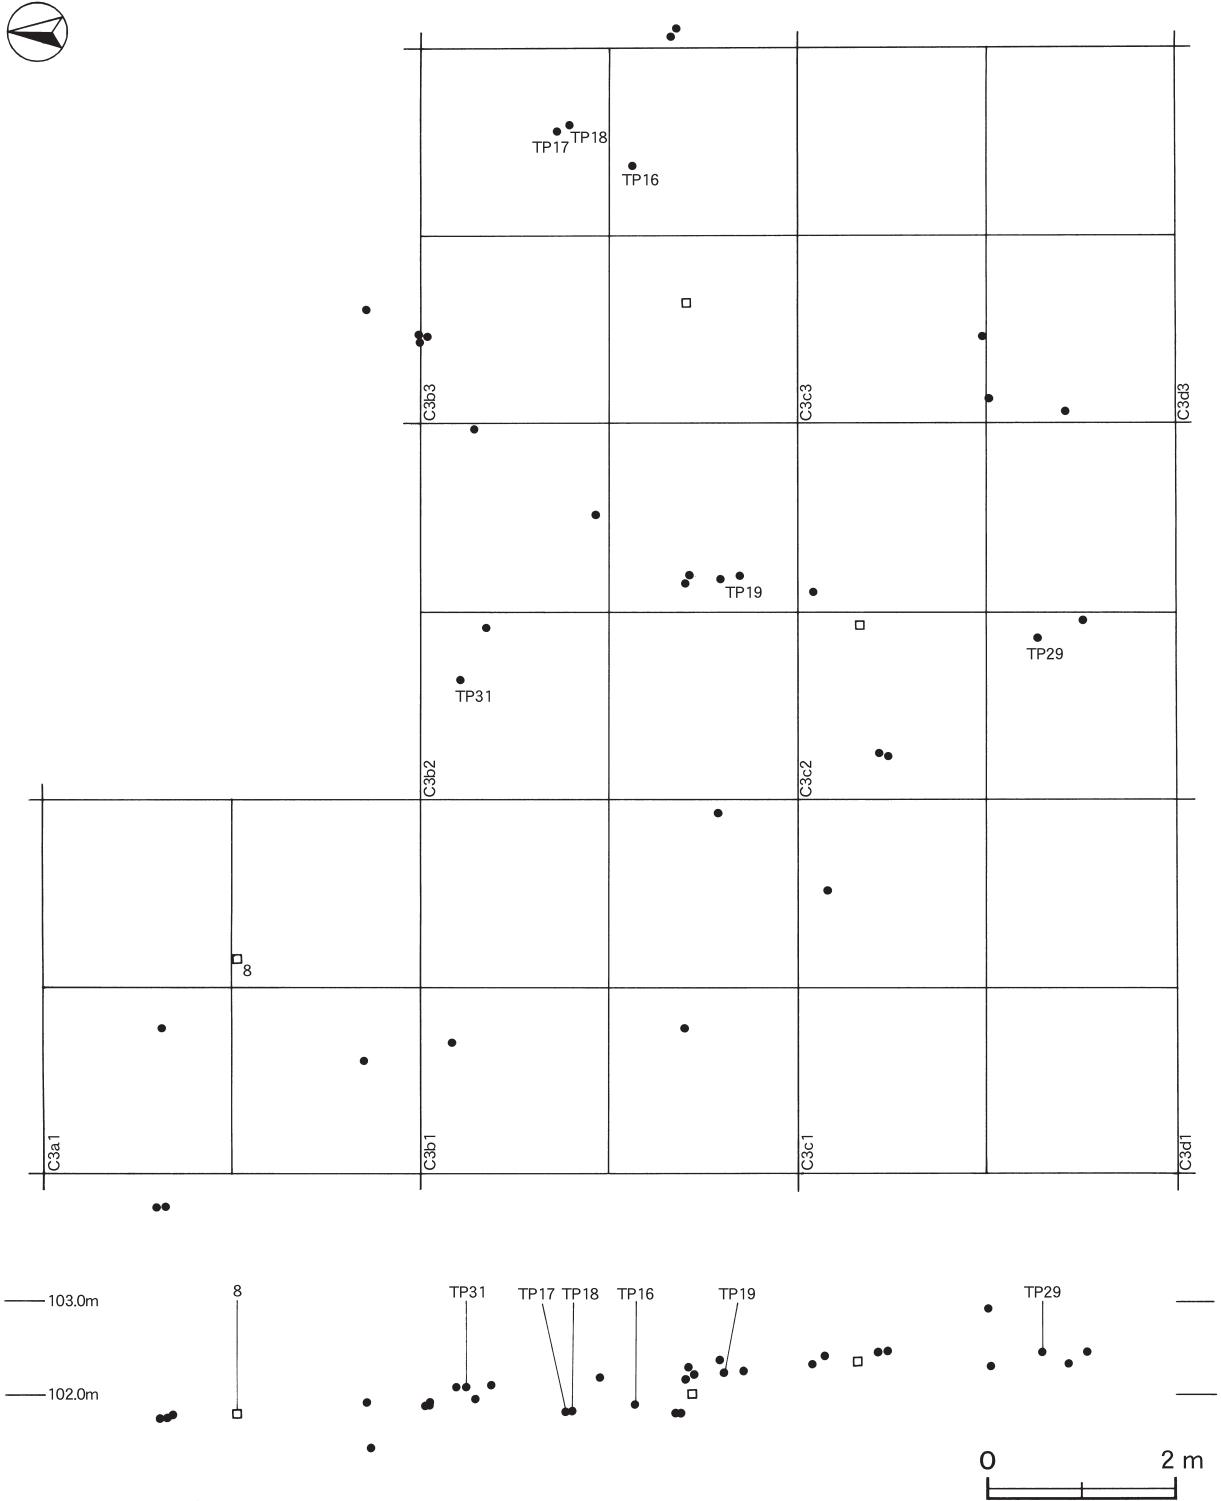 TP18
TP17
TP16
C3b3
C3c3
C3d3
TP19
TP29
TP31
C3b2
C3c2
8
C3a1
C3b1
C3c1
C3d1
8 TP31 TP17 TP18 TP16 TP19 TP29
103.0m
102.0m
0 2 m